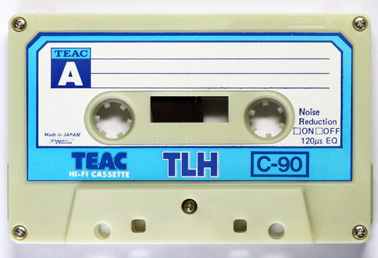 TEAC
A
Noise
Reduction
□ON □OFF
120μs EQ
Made in JAPAN
TEAC
HI-FI CASSETTE
TLH
C-90